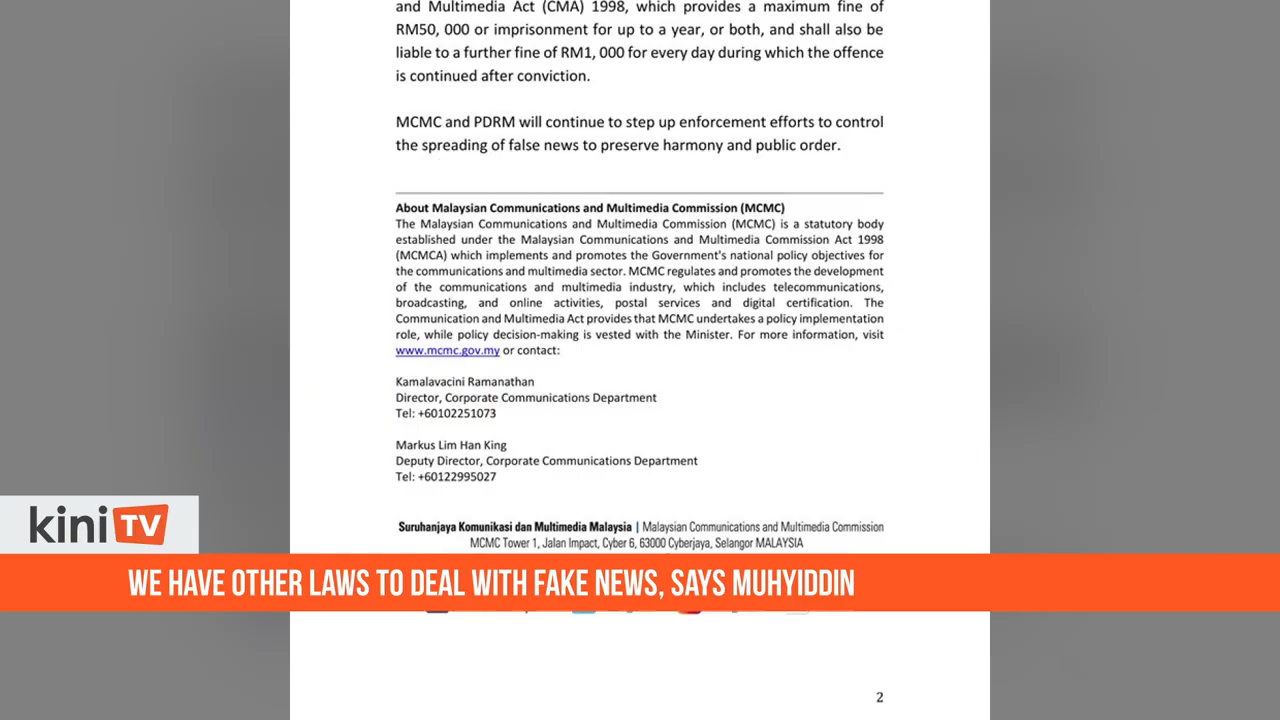 and Multimedia Act (CMA) 1998, which provides a maximum fine of
RM50, 000 or imprisonment for up to a year, or both, and shall also be
liable to a further fine of RM1, 000 for every day during which the offence
is continued after conviction.
MCMC and PDRM will continue to step up enforcement efforts to control
the spreading of false news to preserve harmony and public order.
About Malaysian Communications and Multimedia Commission (MCMC)
The Malaysian Communications and Multimedia Commission (MCMC) is a statutory body
established under the Malaysian Communications and Multimedia Commission Act 1998
(MCMCA) which implements and promotes the Government's national policy objectives for
the communications and multimedia sector. MCMC regulates and promotes the development
of the communications and multimedia industry, which includes telecommunications,
broadcasting, and online activities, postal services and digital certification. The
Communication and Multimedia Act provides that MCMC undertakes a policy implementation
role, while policy decision-making is vested with the Minister. For more information, visit
www.mcmc.gov.my or contact:
Kamalavacini Ramanathan
Director, Corporate Communications Department
Tel: +60102251073
Markus Lim Han King
Deputy Director, Corporate Communications Department
Tel: +60122995027
Suruhanjaya Komunikasi dan Multimedia Malaysia | Malaysian Communications and Multimedia Commission
MCMC Tower 1, Jalan Impact, Cyber 6, 63000 Cyberjaya, Selangor MALAYSIA
kini TV
WE HAVE OTHER LAWS TO DEAL WITH FAKE NEWS, SAYS MUHYIDDIN
2